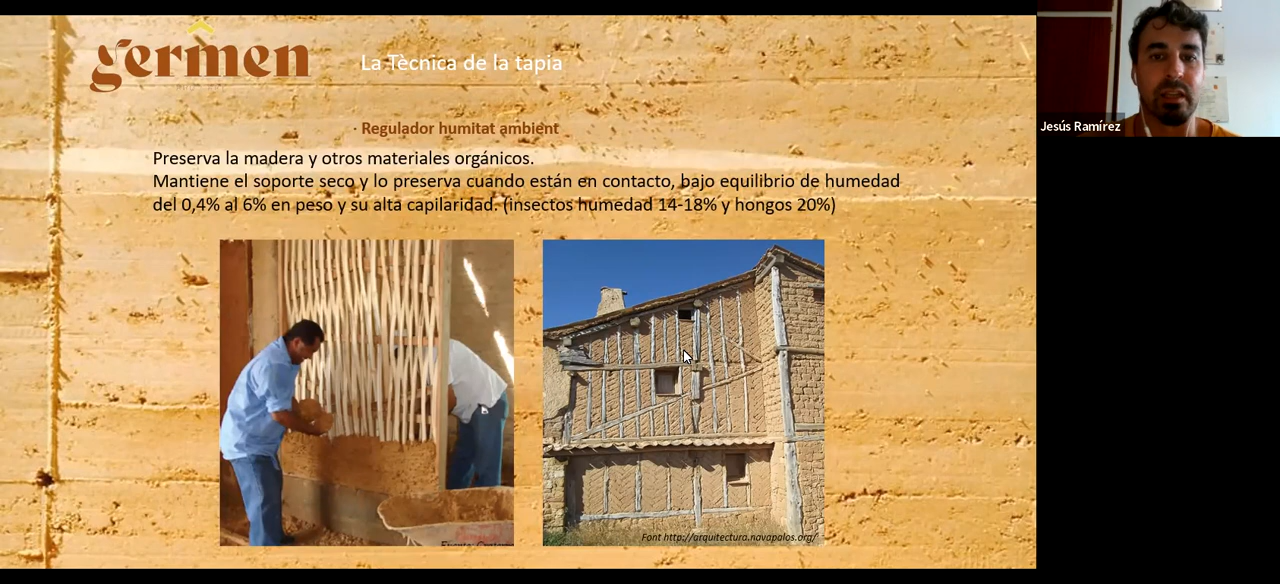 germen
La Tècnica de la tapia
· Regulador humitat ambient
Preserva la madera y otros materiales orgánicos.
Mantiene el soporte seco y lo preserva cuando están en contacto, bajo equilibrio de humedad
del 0,4% al 6% en peso y su alta capilaridad. (insectos humedad 14-18% y hongos 20%)
Font http://arquitectura.navapalos.org/
Jesús Ramírez